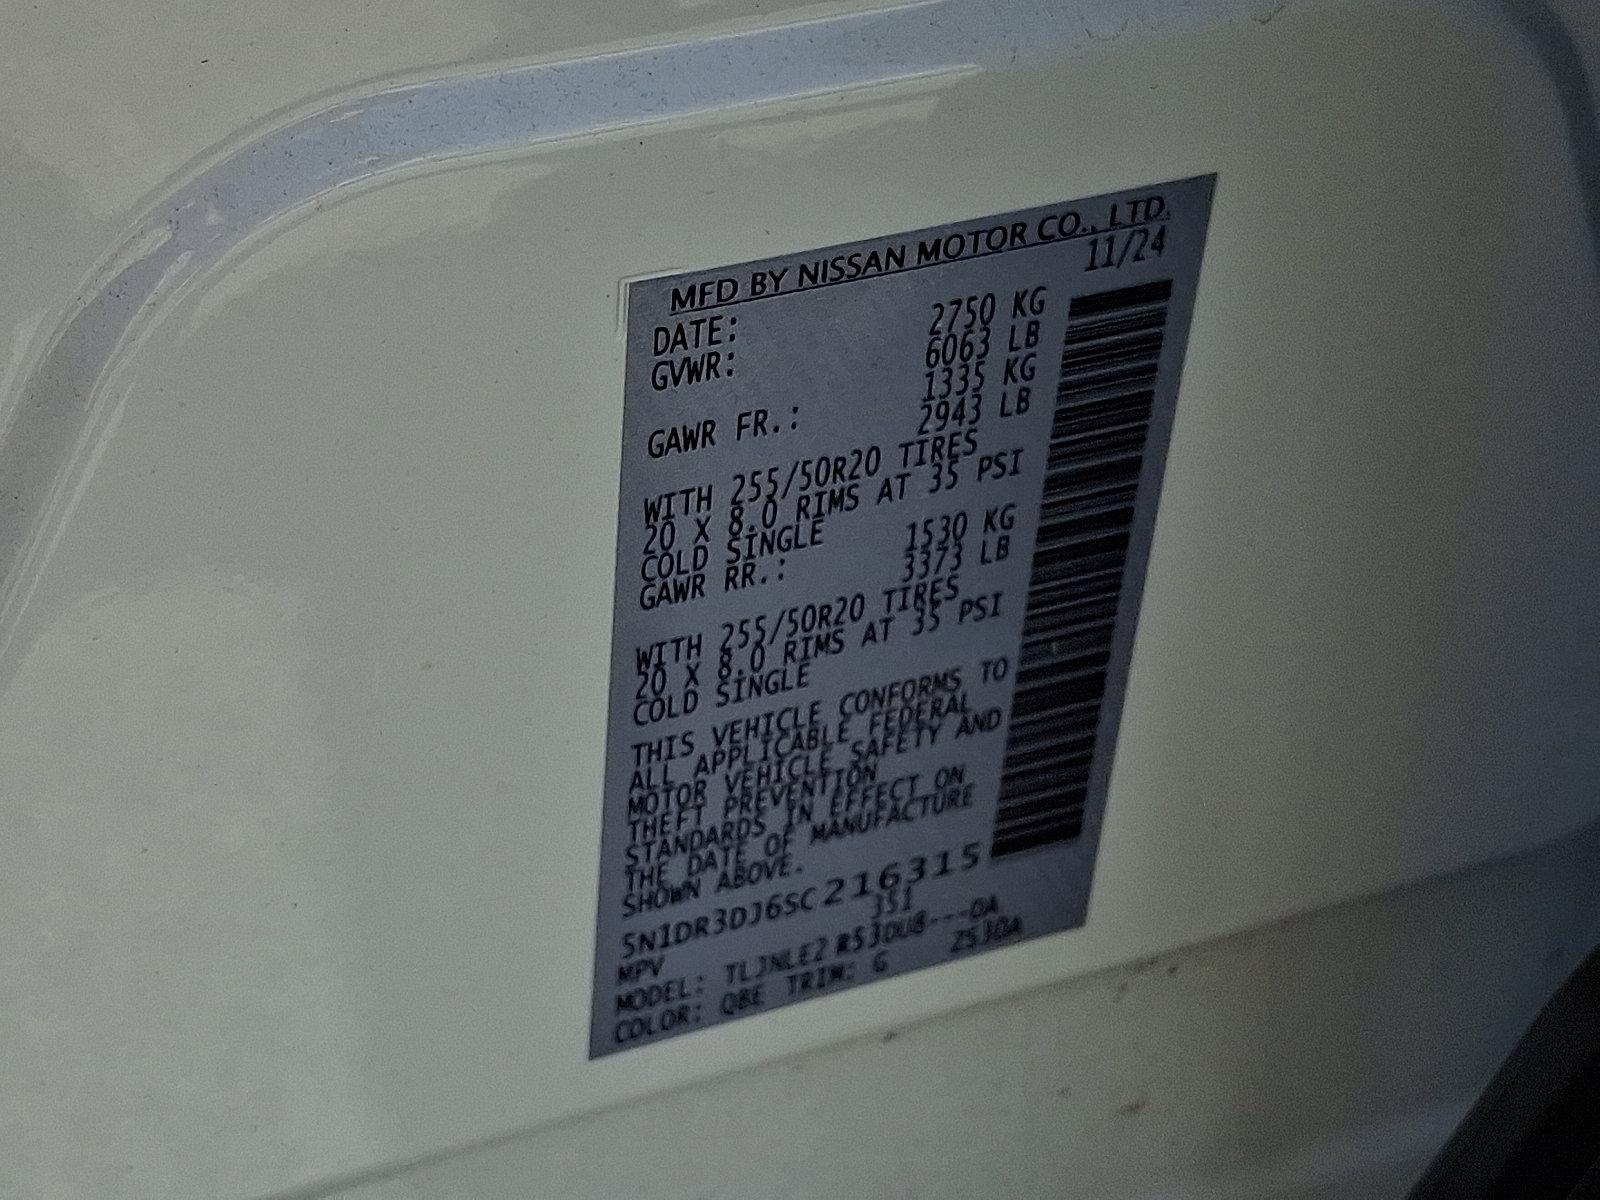 MFD BY NISSAN MOTOR CO., LTD.
DATE: 11/24
GVWR: 2750 KG
6063 LB
GAWR FR.: 1335 KG
2943 LB
WITH 255/50R20 TIRES
20 X 8.0 RIMS AT 35 PSI
COLD SINGLE
GAWR RR.: 1530 KG
3373 LB
WITH 255/50R20 TIRES
20 X 8.0 RIMS AT 35 PSI
COLD SINGLE
THIS VEHICLE CONFORMS TO
ALL APPLICABLE FEDERAL
MOTOR VEHICLE SAFETY AND
THEFT PREVENTION
STANDARDS IN EFFECT ON
THE DATE OF MANUFACTURE
SHOWN ABOVE.
5N1DR3DJ6SC216315
MPV 3SI
MODEL: TLJNLE2 R53DU8---DA
COLOR: QBE TRIM: G